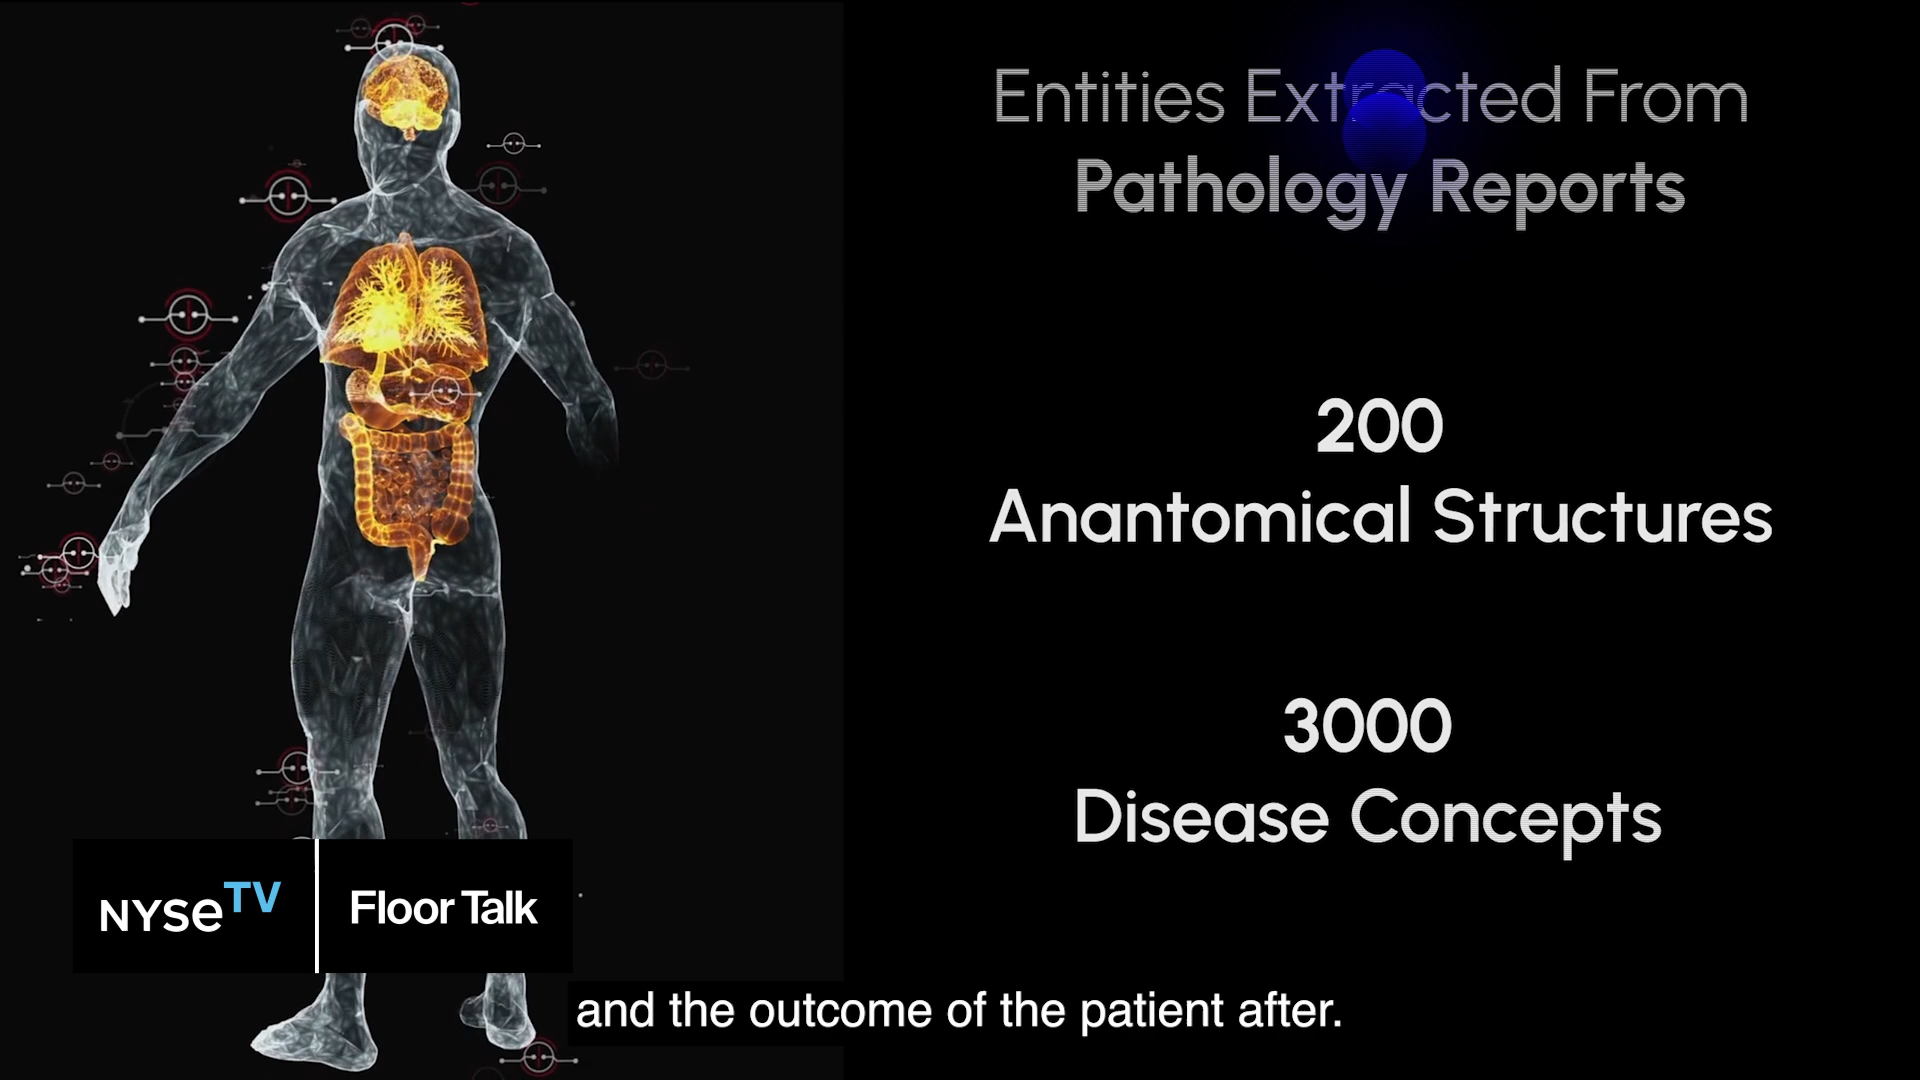 Entities Extracted From
Pathology Reports
200
Anantomical Structures
3000
Disease Concepts
NYSE TV
Floor Talk
and the outcome of the patient after.